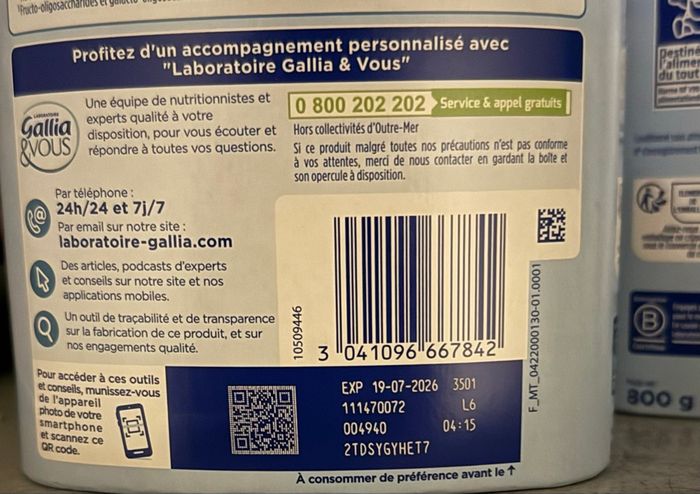 ¹Fructo-oligosaccharides et
Profitez d'un accompagnement personnalisé avec
"Laboratoire Gallia & Vous"
LABORATOIRE
Gallia
&VOUS
Une équipe de nutritionnistes et
experts qualité à votre
disposition, pour vous écouter et
répondre à toutes vos questions.
0 800 202 202 Service & appel gratuits
Hors collectivités d'Outre-Mer
Si ce produit malgré toutes nos précautions n'est pas conforme
à vos attentes, merci de nous contacter en gardant la boîte et
son opercule à disposition.
Par téléphone :
24h/24 et 7j/7
Par email sur notre site :
laboratoire-gallia.com
Des articles, podcasts d'experts
et conseils sur notre site et nos
applications mobiles.
Un outil de traçabilité et de transparence
sur la fabrication de ce produit, et sur
nos engagements qualité.
10509446
3 041096 667842
F_MT_0422000130-01.0001
Pour accéder à ces outils
et conseils, munissez-vous
de l'appareil
photo de votre
smartphone
et scannez ce
QR code.
EXP 19-07-2026 3501
111470072 L6
004940 04:15
2TDSYGYHET7
À consommer de préférence avant le
Destiné
l'alimen
du tout
B
800 g